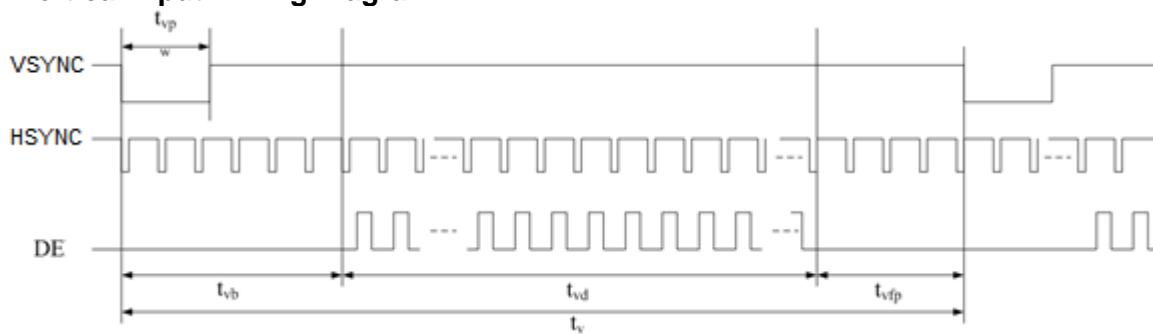 t_vp
w
VSYNC
HSYNC
DE
t_vb t_vd t_vfp
t_v